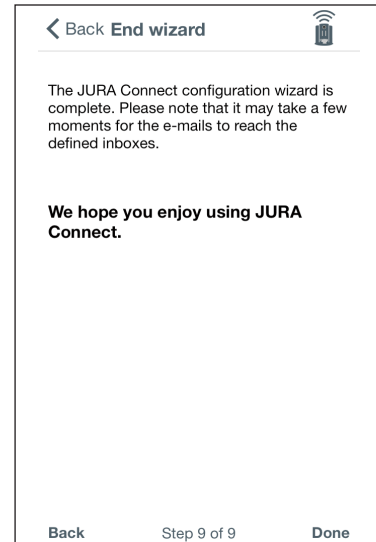 Back End wizard
The JURA Connect configuration wizard is
complete. Please note that it may take a few
moments for the e-mails to reach the
defined inboxes.
We hope you enjoy using JURA
Connect.
Back Step 9 of 9 Done